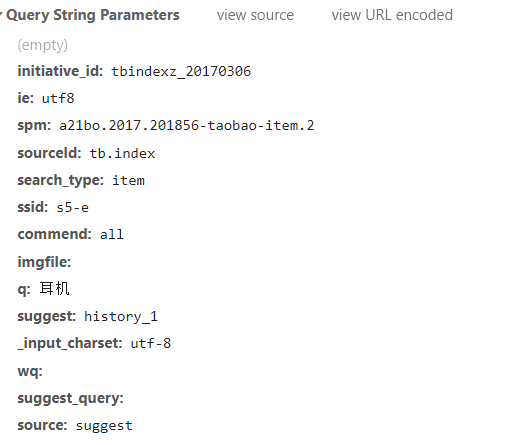 Query String Parameters view source view URL encoded
(empty)
initiative_id: tbindexz_20170306
ie: utf8
spm: a21bo.2017.201856-taobao-item.2
sourceId: tb.index
search_type: item
ssid: s5-e
commend: all
imgfile:
q: 耳机
suggest: history_1
_input_charset: utf-8
wq:
suggest_query:
source: suggest